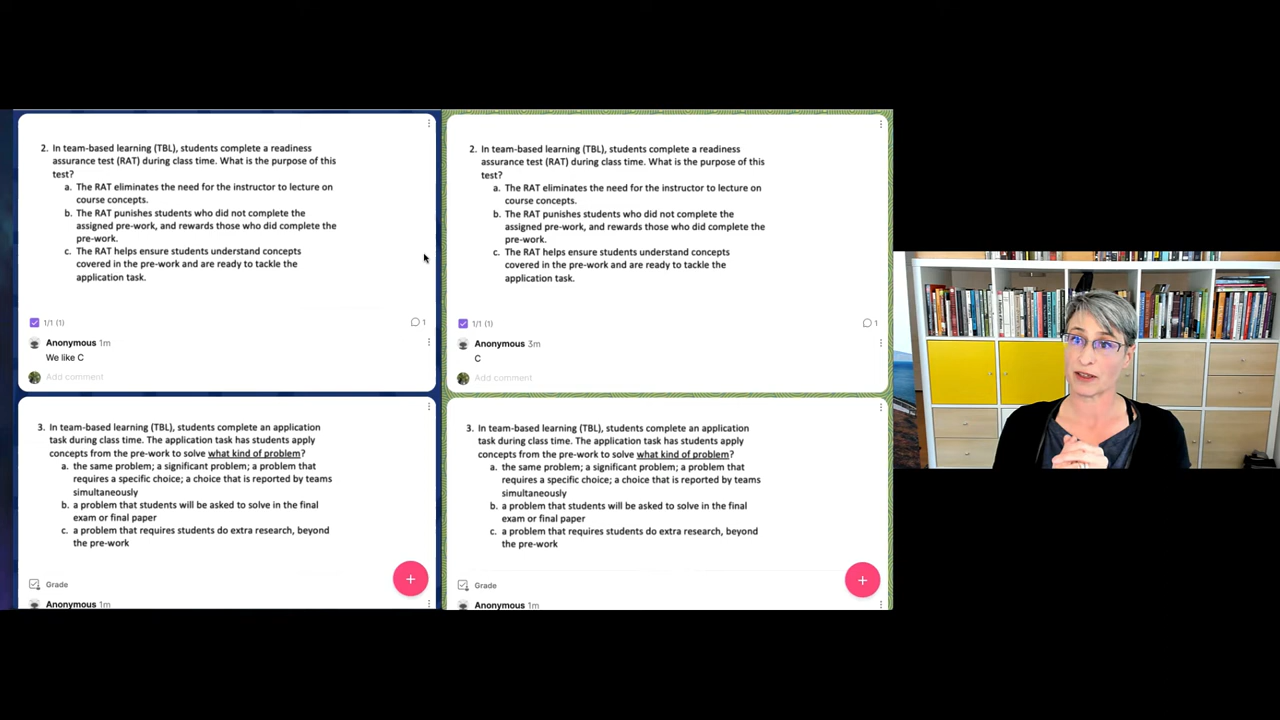 2. In team-based learning (TBL), students complete a readiness
assurance test (RAT) during class time. What is the purpose of this
test?
a. The RAT eliminates the need for the instructor to lecture on
course concepts.
b. The RAT punishes students who did not complete the
assigned pre-work, and rewards those who did complete the
pre-work.
c. The RAT helps ensure students understand concepts
covered in the pre-work and are ready to tackle the
application task.
1/1 (1)
1
Anonymous 1m
We like C
Add comment
3. In team-based learning (TBL), students complete an application
task during class time. The application task has students apply
concepts from the pre-work to solve what kind of problem?
a. the same problem; a significant problem; a problem that
requires a specific choice; a choice that is reported by teams
simultaneously
b. a problem that students will be asked to solve in the final
exam or final paper
c. a problem that requires students do extra research, beyond
the pre-work
Grade
+
Anonymous 1m
2. In team-based learning (TBL), students complete a readiness
assurance test (RAT) during class time. What is the purpose of this
test?
a. The RAT eliminates the need for the instructor to lecture on
course concepts.
b. The RAT punishes students who did not complete the
assigned pre-work, and rewards those who did complete the
pre-work.
c. The RAT helps ensure students understand concepts
covered in the pre-work and are ready to tackle the
application task.
1/1 (1)
1
Anonymous 3m
C
Add comment
3. In team-based learning (TBL), students complete an application
task during class time. The application task has students apply
concepts from the pre-work to solve what kind of problem?
a. the same problem; a significant problem; a problem that
requires a specific choice; a choice that is reported by teams
simultaneously
b. a problem that students will be asked to solve in the final
exam or final paper
c. a problem that requires students do extra research, beyond
the pre-work
Grade
+
Anonymous 1m